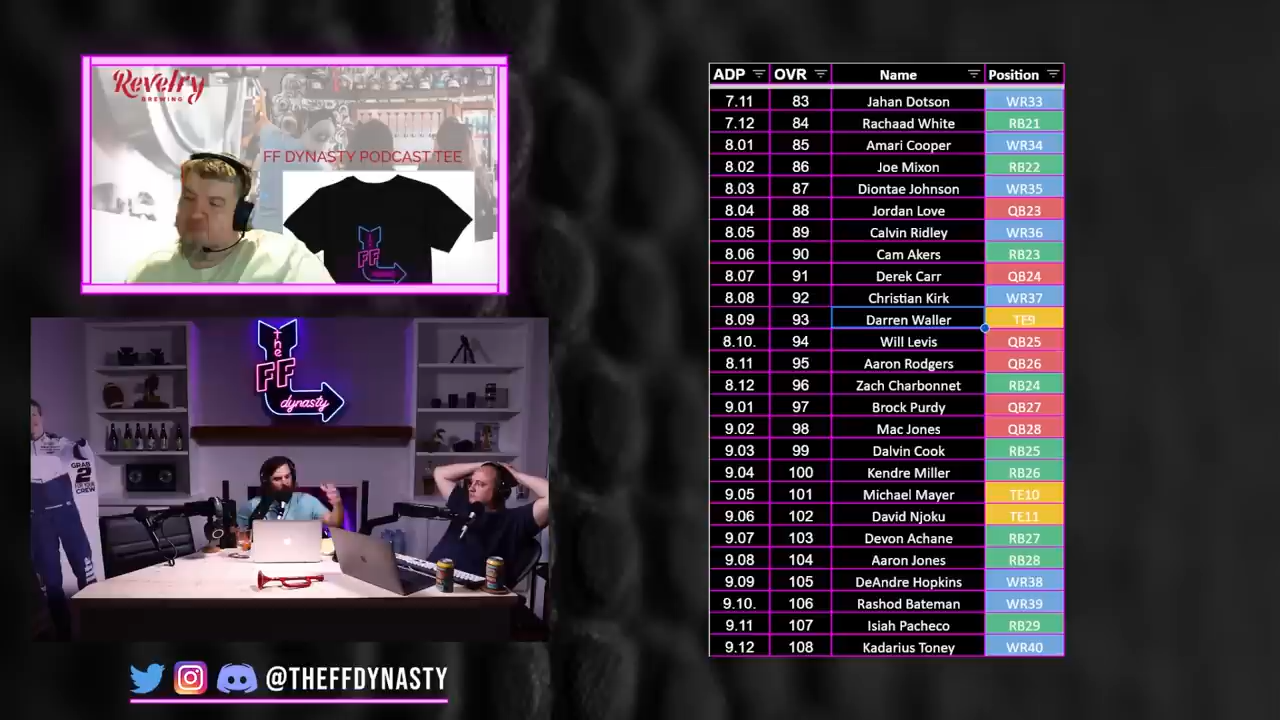 Revelry
BREWING
FF DYNASTY PODCAST TEE
FF
the
FF
dynasty
GRAB
2
FOR YOUR
CREW
@THEFFDYNASTY
ADP OVR Name Position
7.11 83 Jahan Dotson WR33
7.12 84 Rachaad White RB21
8.01 85 Amari Cooper WR34
8.02 86 Joe Mixon RB22
8.03 87 Diontae Johnson WR35
8.04 88 Jordan Love QB23
8.05 89 Calvin Ridley WR36
8.06 90 Cam Akers RB23
8.07 91 Derek Carr QB24
8.08 92 Christian Kirk WR37
8.09 93 Darren Waller TE9
8.10. 94 Will Levis QB25
8.11 95 Aaron Rodgers QB26
8.12 96 Zach Charbonnet RB24
9.01 97 Brock Purdy QB27
9.02 98 Mac Jones QB28
9.03 99 Dalvin Cook RB25
9.04 100 Kendre Miller RB26
9.05 101 Michael Mayer TE10
9.06 102 David Njoku TE11
9.07 103 Devon Achane RB27
9.08 104 Aaron Jones RB28
9.09 105 DeAndre Hopkins WR38
9.10. 106 Rashod Bateman WR39
9.11 107 Isiah Pacheco RB29
9.12 108 Kadarius Toney WR40